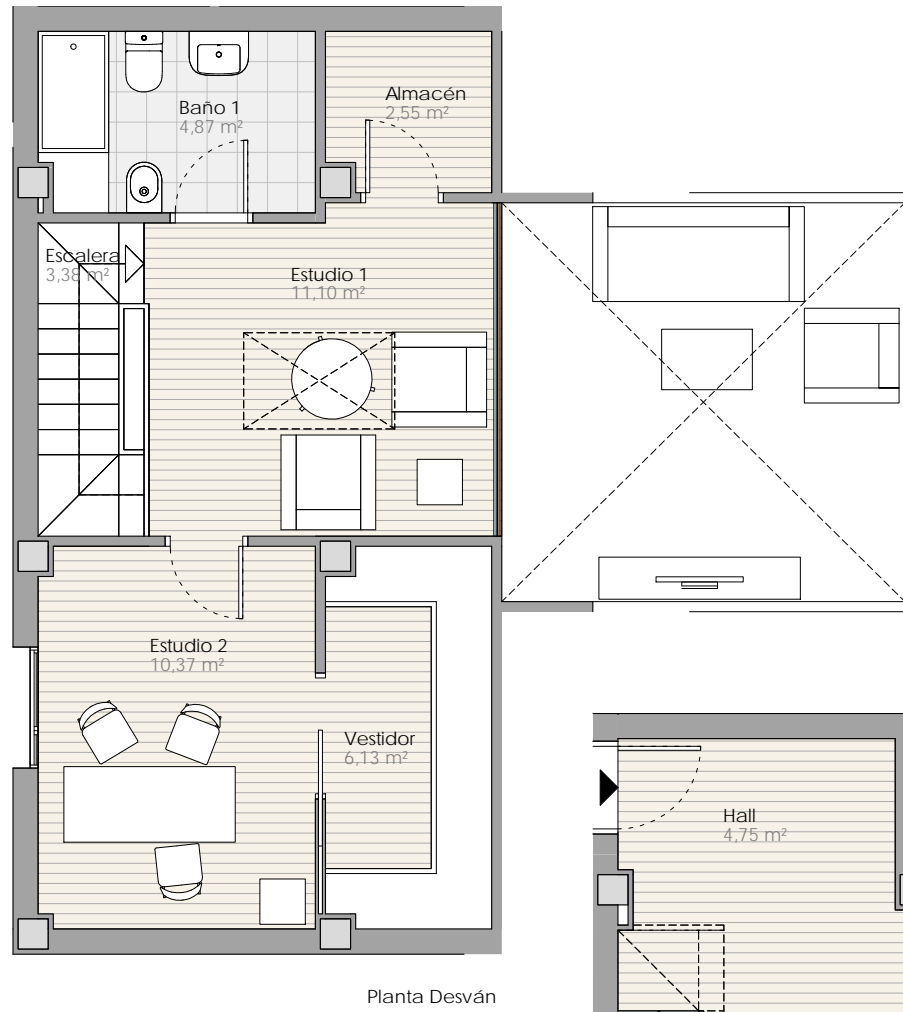 Baño 1
4,87 m²
Almacén
2,55 m²
Escalera
3,38 m²
Estudio 1
11,10 m²
Estudio 2
10,37 m²
Vestidor
6,13 m²
Hall
4,75 m²
Planta Desván